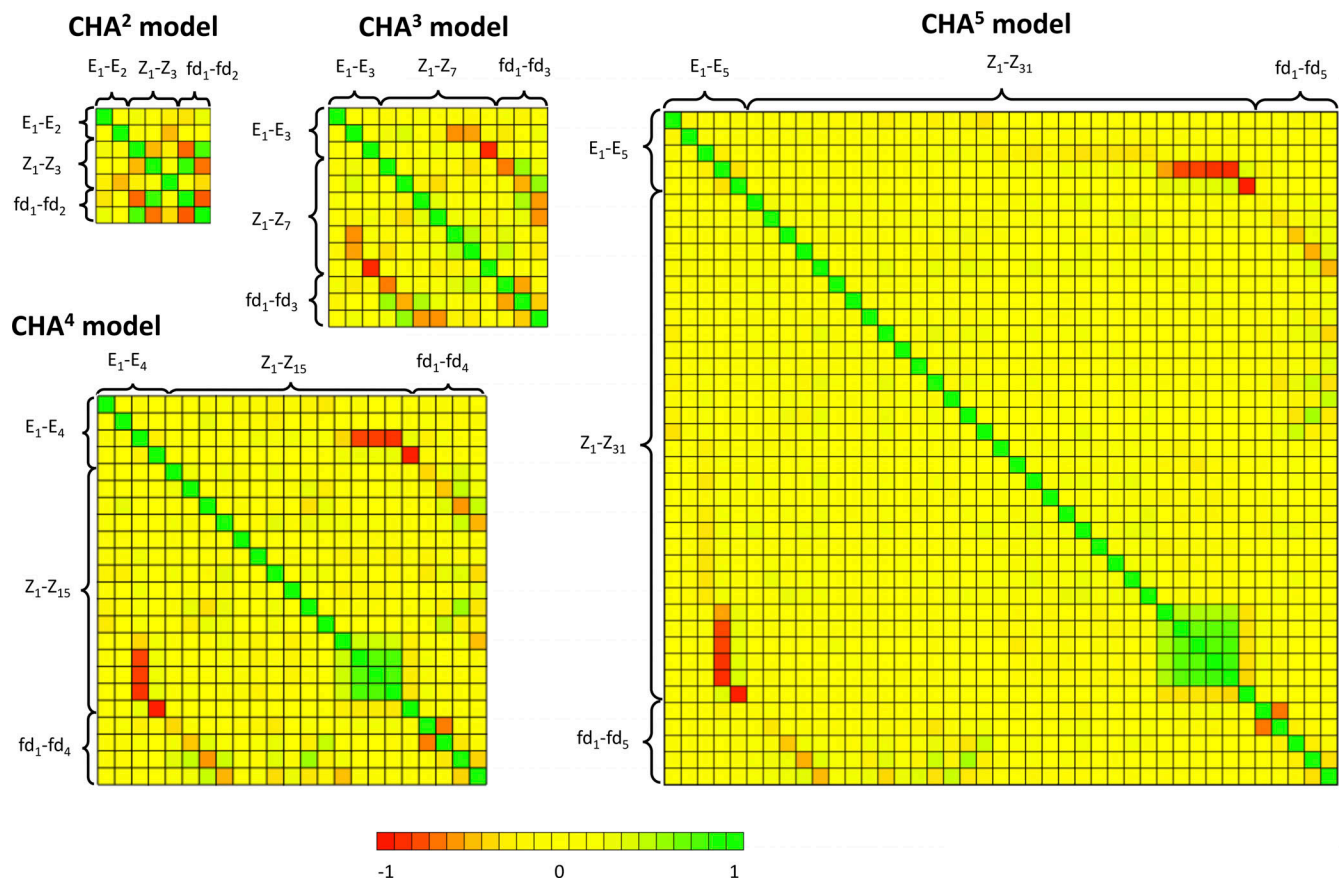 CHA² model
E₁-E₂ Z₁-Z₃ fd₁-fd₂
E₁-E₂
Z₁-Z₃
fd₁-fd₂
CHA³ model
E₁-E₃ Z₁-Z₇ fd₁-fd₃
E₁-E₃
Z₁-Z₇
fd₁-fd₃
CHA⁴ model
E₁-E₄ Z₁-Z₁₅ fd₁-fd₄
E₁-E₄
Z₁-Z₁₅
fd₁-fd₄
CHA⁵ model
E₁-E₅ Z₁-Z₃₁ fd₁-fd₅
E₁-E₅
Z₁-Z₃₁
fd₁-fd₅
-1 0 1